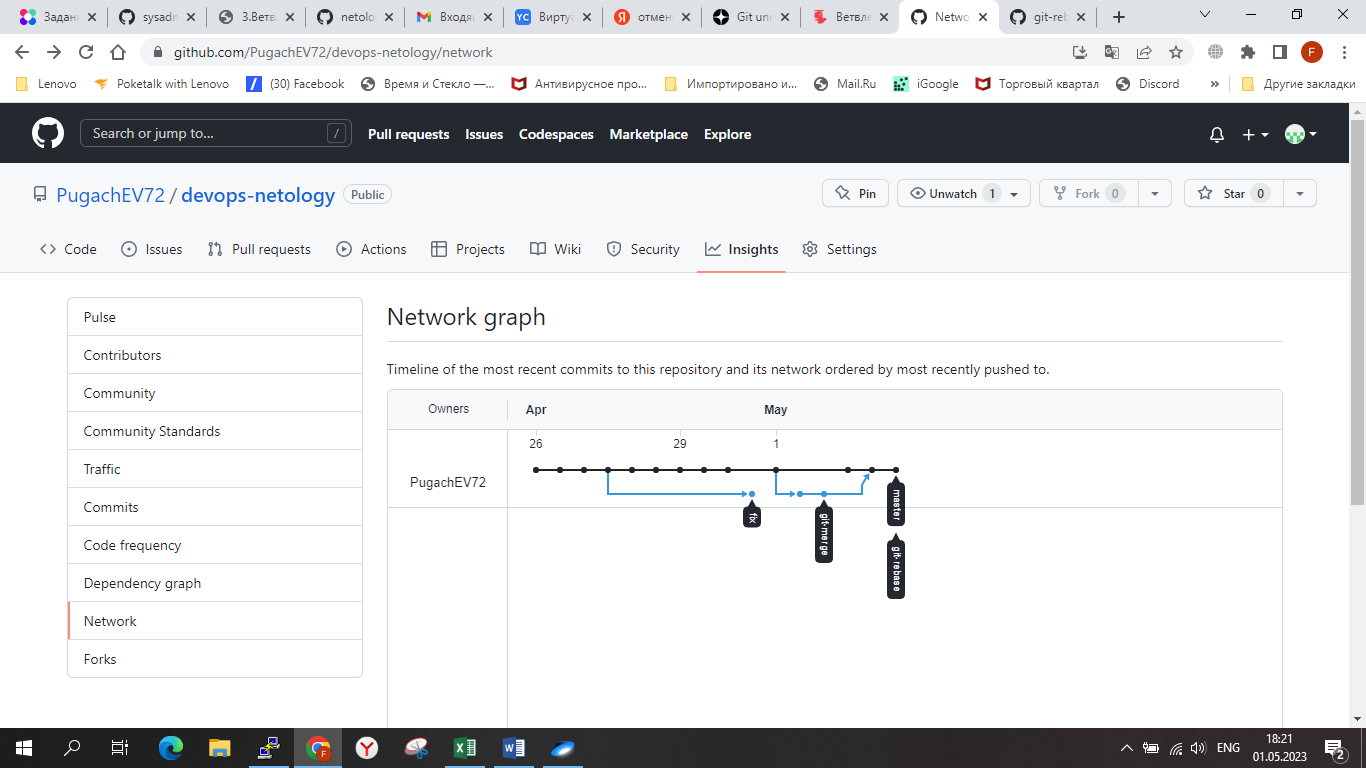 Задани
sysadm
3.Ветв.
netolo
Входящ
Вирту
отмен
Git unr
Ветвле
Netwo
git-reb
github.com/PugachEV72/devops-netology/network
Lenovo
Poketalk with Lenovo
(30) Facebook
Время и Стекло —...
Антивирусное про...
Импортировано и...
Mail.Ru
iGoogle
Торговый квартал
Discord
»
Другие закладки
Search or jump to...
/
Pull requests
Issues
Codespaces
Marketplace
Explore
PugachEV72 / devops-netology
Public
Pin
Unwatch 1
Fork 0
Star 0
Code
Issues
Pull requests
Actions
Projects
Wiki
Security
Insights
Settings
Pulse
Contributors
Community
Community Standards
Traffic
Commits
Code frequency
Dependency graph
Network
Forks
Network graph
Timeline of the most recent commits to this repository and its network ordered by most recently pushed to.
Owners
Apr
May
26
29
1
PugachEV72
fix
git-merge
master
git-rebase
ENG
18:21
01.05.2023
2